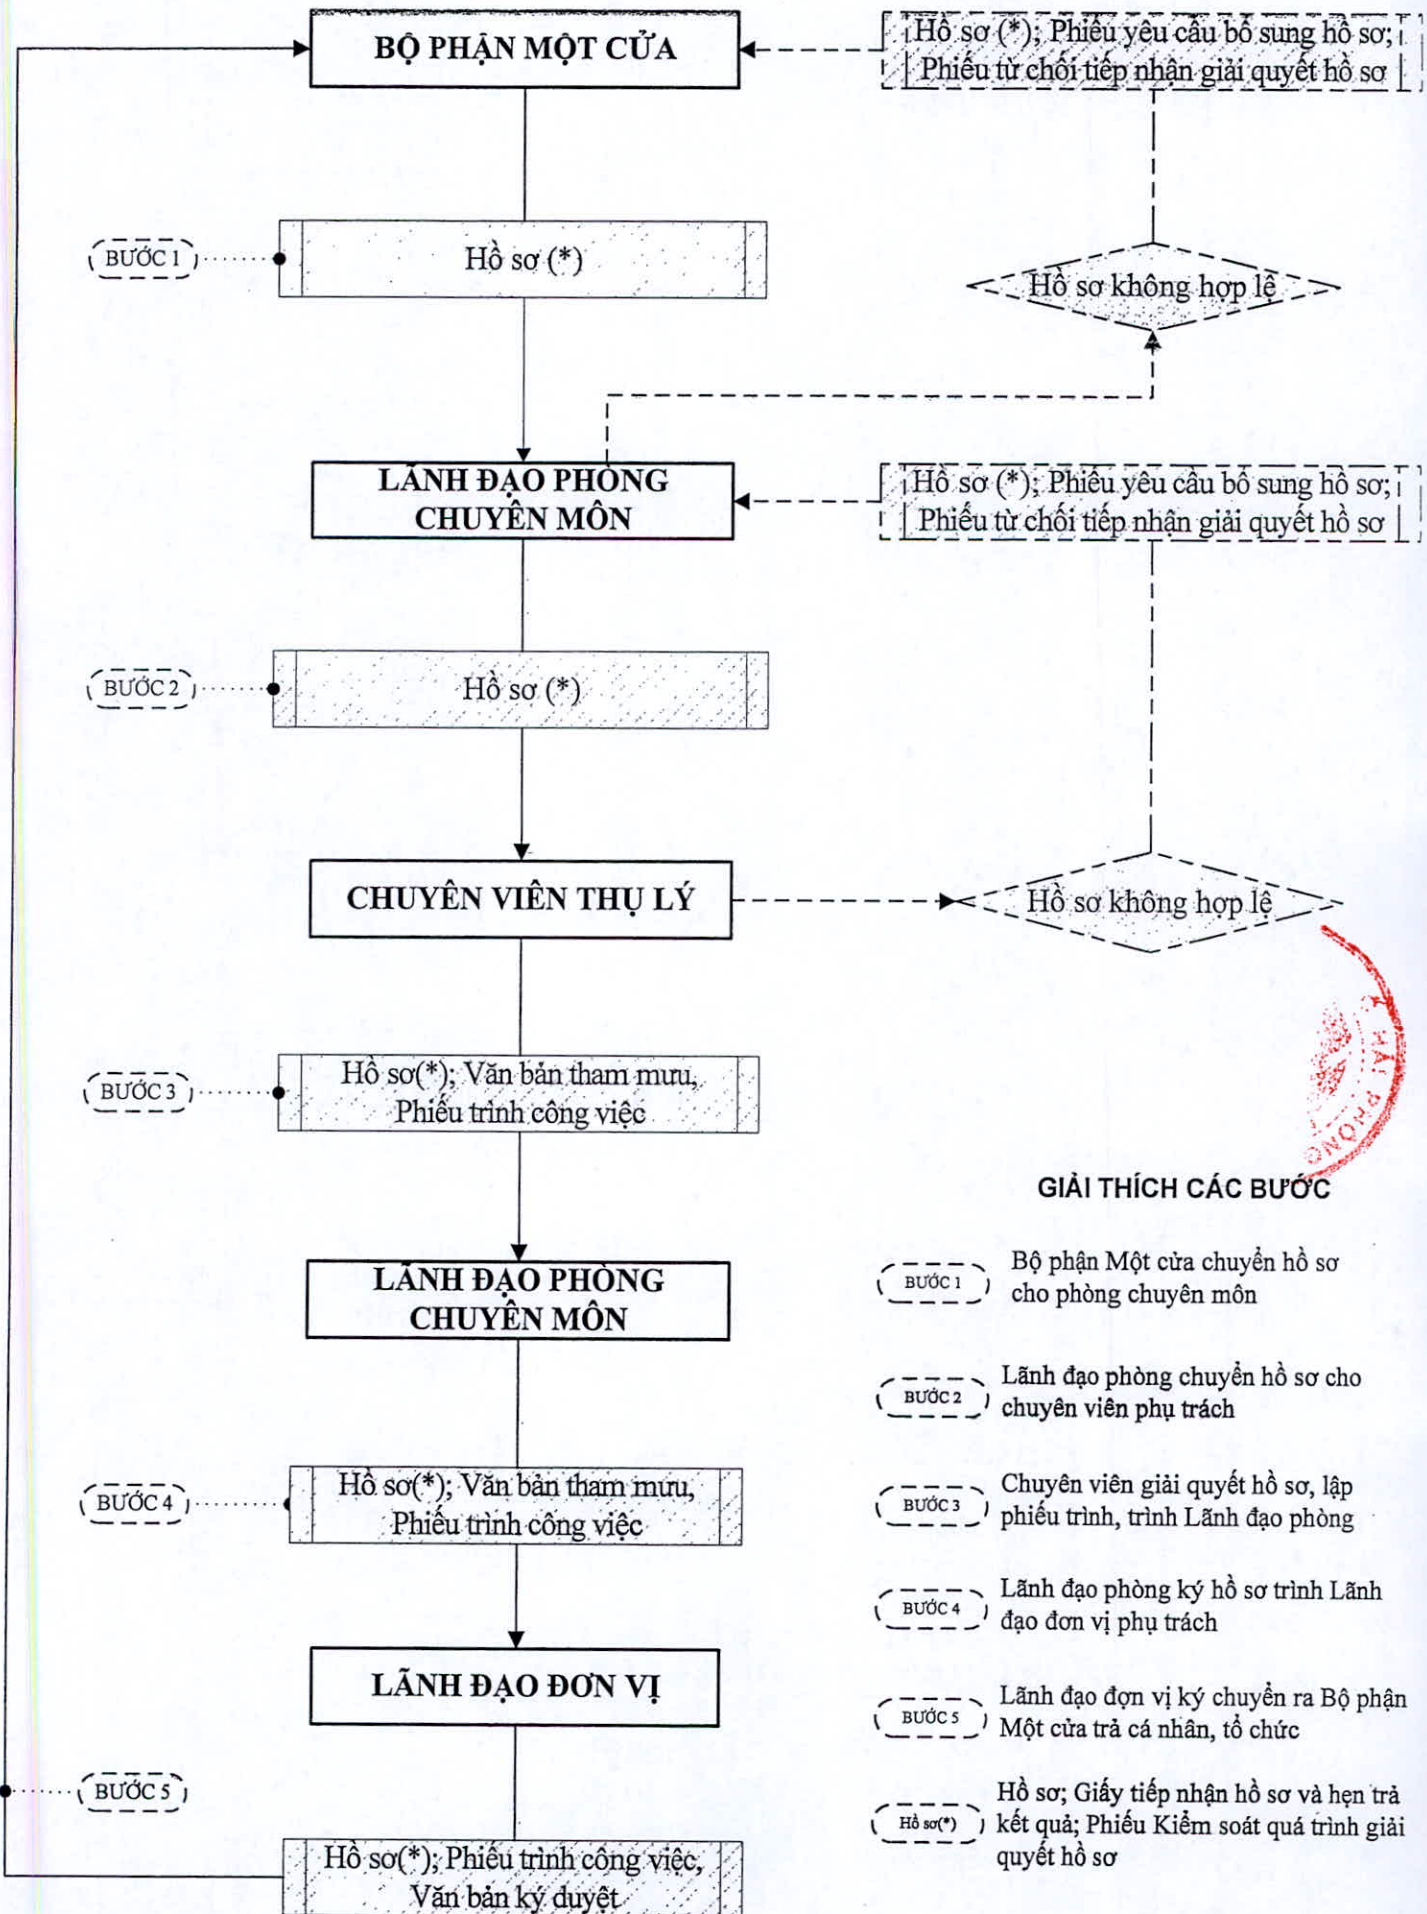 BỘ PHẬN MỘT CỬA
Hồ sơ (*); Phiếu yêu cầu bổ sung hồ sơ;
Phiếu từ chối tiếp nhận giải quyết hồ sơ
BƯỚC 1
Hồ sơ (*)
Hồ sơ không hợp lệ
LÃNH ĐẠO PHÒNG
CHUYÊN MÔN
Hồ sơ (*); Phiếu yêu cầu bổ sung hồ sơ;
Phiếu từ chối tiếp nhận giải quyết hồ sơ
BƯỚC 2
Hồ sơ (*)
CHUYÊN VIÊN THỤ LÝ
Hồ sơ không hợp lệ
BƯỚC 3
Hồ sơ(*); Văn bản tham mưu,
Phiếu trình công việc
LÃNH ĐẠO PHÒNG
CHUYÊN MÔN
BƯỚC 4
Hồ sơ(*); Văn bản tham mưu,
Phiếu trình công việc
LÃNH ĐẠO ĐƠN VỊ
BƯỚC 5
Hồ sơ(*); Phiếu trình công việc,
Văn bản ký duyệt
HẢI PHÒNG
GIẢI THÍCH CÁC BƯỚC
BƯỚC 1
Bộ phận Một cửa chuyển hồ sơ
cho phòng chuyên môn
BƯỚC 2
Lãnh đạo phòng chuyển hồ sơ cho
chuyên viên phụ trách
BƯỚC 3
Chuyên viên giải quyết hồ sơ, lập
phiếu trình, trình Lãnh đạo phòng
BƯỚC 4
Lãnh đạo phòng ký hồ sơ trình Lãnh
đạo đơn vị phụ trách
BƯỚC 5
Lãnh đạo đơn vị ký chuyển ra Bộ phận
Một cửa trả cá nhân, tổ chức
Hồ sơ(*)
Hồ sơ; Giấy tiếp nhận hồ sơ và hẹn trả
kết quả; Phiếu Kiểm soát quá trình giải
quyết hồ sơ